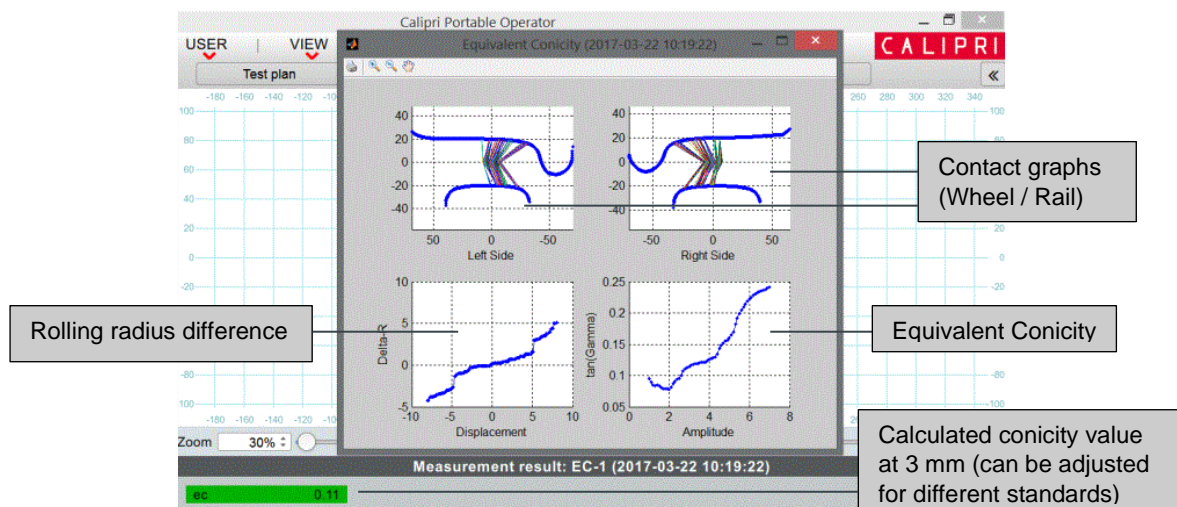 Calipri Portable Operator
USER | VIEW
Equivalent Conicity (2017-03-22 10:19:22)
CALIPRI
Test plan
-180 -160 -140 -120 -10
260 280 300 320 340
100
80
60
40
20
0
-20
-80
-100
-180 -160 -140 -120
40
20
0
-20
-40
50 0 -50
Left Side
40
20
0
-20
-40
-50 0 50
Right Side
Contact graphs
(Wheel / Rail)
10
5
0
-5
-10 -5 0 5 10
Delta-R
Displacement
0.25
0.2
0.15
0.1
0.05
0 2 4 6 8
tan(Gamma)
Amplitude
Rolling radius difference
Equivalent Conicity
Zoom 30%
Measurement result: EC-1 (2017-03-22 10:19:22)
ec 0.11
Calculated conicity value
at 3 mm (can be adjusted
for different standards)